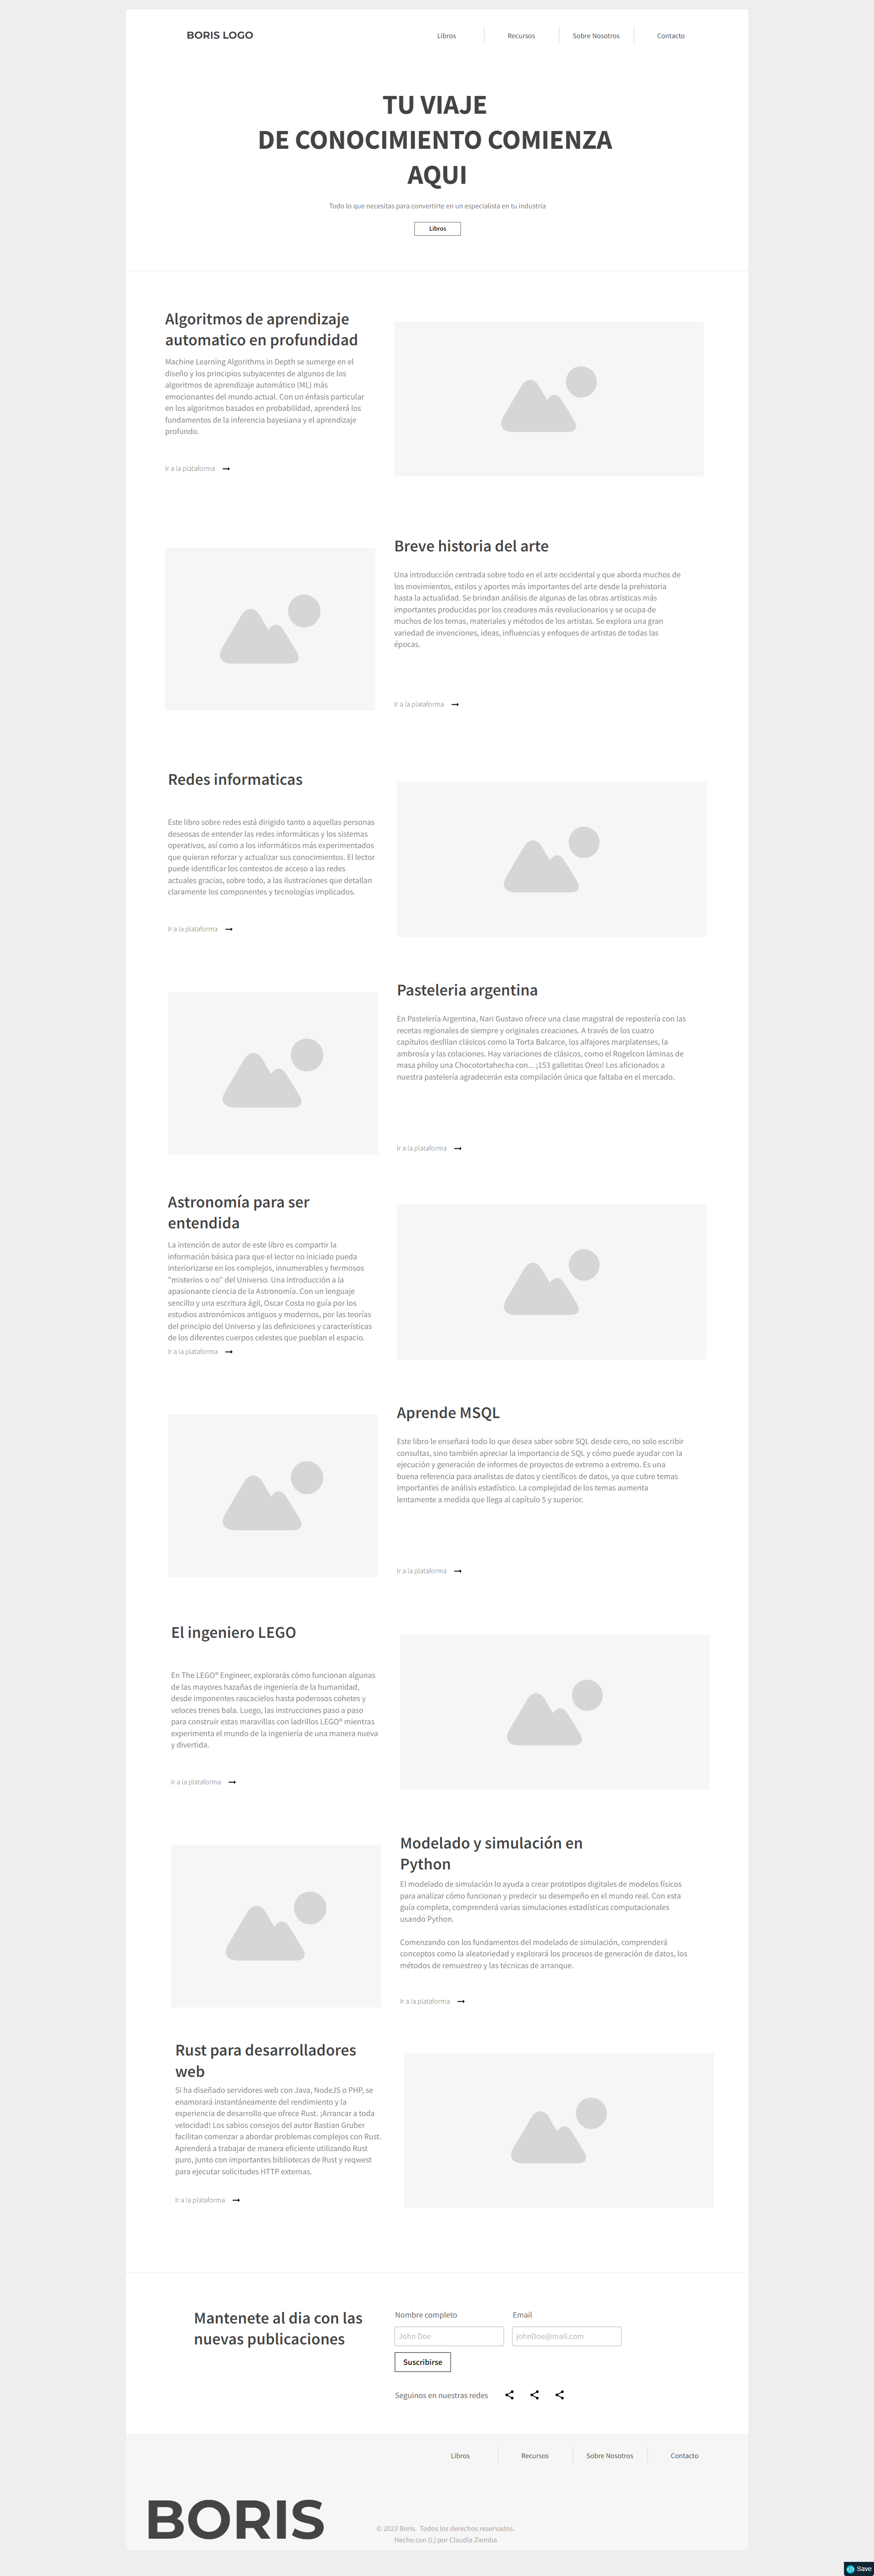 BORIS LOGO
Libros
Recursos
Sobre Nosotros
Contacto
TU VIAJE
DE CONOCIMIENTO COMIENZA
AQUI
Todo lo que necesitas para convertirte en un especialista en tu industria
Libros
Algoritmos de aprendizaje
automatico en profundidad
Machine Learning Algorithms in Depth se sumerge en el
diseño y los principios subyacentes de algunos de los
algoritmos de aprendizaje automático (ML) más
emocionantes del mundo actual. Con un énfasis particular
en los algoritmos basados en probabilidad, aprenderá los
fundamentos de la inferencia bayesiana y el aprendizaje
profundo.
Ir a la plataforma
Breve historia del arte
Una introducción centrada sobre todo en el arte occidental y que aborda muchos de
los movimientos, estilos y aportes más importantes del arte desde la prehistoria
hasta la actualidad. Se brindan análisis de algunas de las obras artísticas más
importantes producidas por los creadores más revolucionarios y se ocupa de
muchos de los temas, materiales y métodos de los artistas. Se explora una gran
variedad de invenciones, ideas, influencias y enfoques de artistas de todas las
épocas.
Ir a la plataforma
Redes informaticas
Este libro sobre redes está dirigido tanto a aquellas personas
deseosas de entender las redes informáticas y los sistemas
operativos, así como a los informáticos más experimentados
que quieran reforzar y actualizar sus conocimientos. El lector
puede identificar los contextos de acceso a las redes
actuales gracias, sobre todo, a las ilustraciones que detallan
claramente los componentes y tecnologías implicados.
Ir a la plataforma
Pasteleria argentina
En Pastelería Argentina, Nari Gustavo ofrece una clase magistral de repostería con las
recetas regionales de siempre y originales creaciones. A través de los cuatro
capítulos desfilan clásicos como la Torta Balcarce, los alfajores marplatenses, la
ambrosía y las colaciones. Hay variaciones de clásicos, como el Rogelcon láminas de
masa philoy una Chocotortahecha con... ¡153 galletitas Oreo! Los aficionados a
nuestra pastelería agradecerán esta compilación única que faltaba en el mercado.
Ir a la plataforma
Astronomía para ser
entendida
La intención de autor de este libro es compartir la
información básica para que el lector no iniciado pueda
interiorizarse en los complejos, innumerables y hermosos
"misterios o no" del Universo. Una introducción a la
apasionante ciencia de la Astronomía. Con un lenguaje
sencillo y una escritura ágil, Oscar Costa no guía por los
estudios astronómicos antiguos y modernos, por las teorías
del principio del Universo y las definiciones y características
de los diferentes cuerpos celestes que pueblan el espacio.
Ir a la plataforma
Aprende MSQL
Este libro le enseñará todo lo que desea saber sobre SQL desde cero, no solo escribir
consultas, sino también apreciar la importancia de SQL y cómo puede ayudar con la
ejecución y generación de informes de proyectos de extremo a extremo. Es una
buena referencia para analistas de datos y científicos de datos, ya que cubre temas
importantes de análisis estadístico. La complejidad de los temas aumenta
lentamente a medida que llega al capítulo 5 y superior.
Ir a la plataforma
El ingeniero LEGO
En The LEGO® Engineer, explorarás cómo funcionan algunas
de las mayores hazañas de ingeniería de la humanidad,
desde imponentes rascacielos hasta poderosos cohetes y
veloces trenes bala. Luego, las instrucciones paso a paso
para construir estas maravillas con ladrillos LEGO® mientras
experimenta el mundo de la ingeniería de una manera nueva
y divertida.
Ir a la plataforma
Modelado y simulación en
Python
El modelado de simulación lo ayuda a crear prototipos digitales de modelos físicos
para analizar cómo funcionan y predecir su desempeño en el mundo real. Con esta
guía completa, comprenderá varias simulaciones estadísticas computacionales
usando Python.
Comenzando con los fundamentos del modelado de simulación, comprenderá
conceptos como la aleatoriedad y explorará los procesos de generación de datos, los
métodos de remuestreo y las técnicas de arranque.
Ir a la plataforma
Rust para desarrolladores
web
Si ha diseñado servidores web con Java, NodeJS o PHP, se
enamorará instantáneamente del rendimiento y la
experiencia de desarrollo que ofrece Rust. ¡Arrancar a toda
velocidad! Los sabios consejos del autor Bastian Gruber
facilitan comenzar a abordar problemas complejos con Rust.
Aprenderá a trabajar de manera eficiente utilizando Rust
puro, junto con importantes bibliotecas de Rust y reqwest
para ejecutar solicitudes HTTP externas.
Ir a la plataforma
Mantenete al dia con las
nuevas publicaciones
Nombre completo
Email
John Doe
johnDoe@mail.com
Suscribirse
Seguinos en nuestras redes
Libros
Recursos
Sobre Nosotros
Contacto
BORIS
© 2023 Boris. Todos los derechos reservados.
Hecho con (L) por Claudia Ziemba
Save